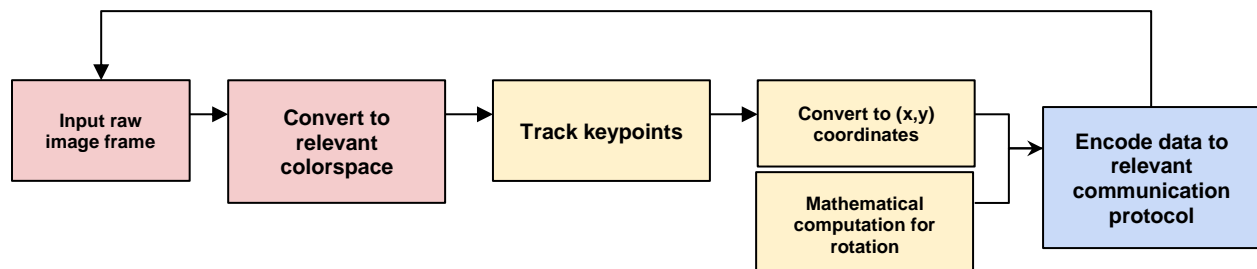 Input raw
image frame
Convert to
relevant
colorspace
Track keypoints
Convert to (x,y)
coordinates
Mathematical
computation for
rotation
Encode data to
relevant
communication
protocol